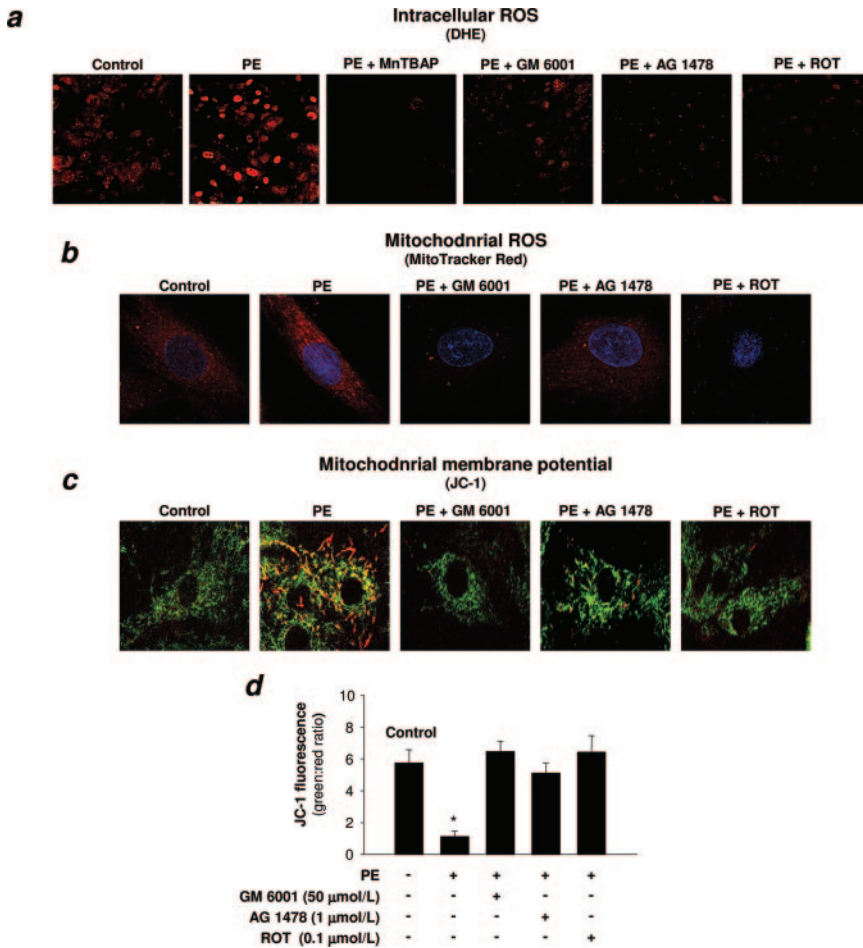 a
Intracellular ROS
(DHE)
Control PE PE + MnTBAP PE + GM 6001 PE + AG 1478 PE + ROT
b
Mitochodnrial ROS
(MitoTracker Red)
Control PE PE + GM 6001 PE + AG 1478 PE + ROT
c
Mitochodnrial membrane potential
(JC-1)
Control PE PE + GM 6001 PE + AG 1478 PE + ROT
d
JC-1 fluorescence
(green:red ratio)
10
8
6
4
2
0
Control
*
PE - + + + +
GM 6001 (50 µmol/L) - - + - -
AG 1478 (1 µmol/L) - - - + -
ROT (0.1 µmol/L) - - - - +